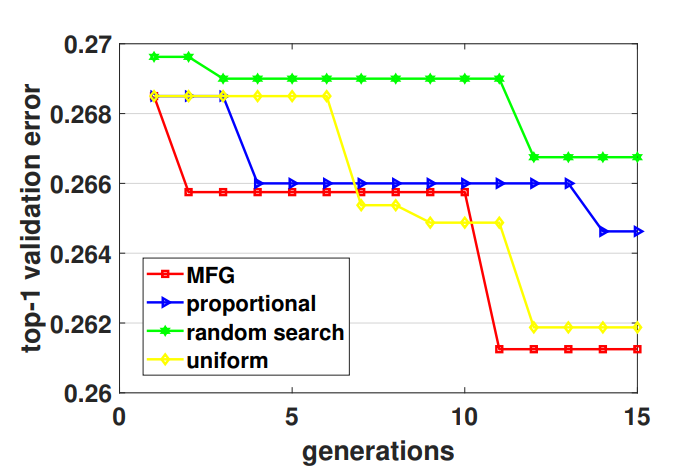 0.27
0.268
0.266
0.264
0.262
0.26
top-1 validation error
MFG
proportional
random search
uniform
0
5
10
15
generations